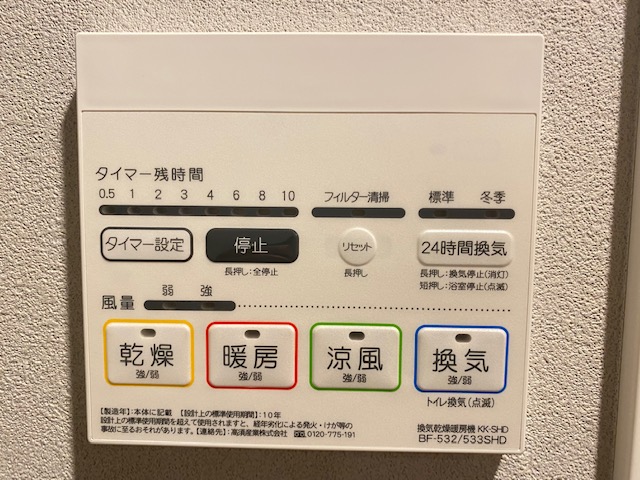 タイマー残時間
0.5 1 2 3 4 6 8 10 フィルター清掃 標準 冬季
タイマー設定 停止 リセット 24時間換気
長押し：全停止 長押し 長押し：換気停止(消灯)
短押し：浴室停止(点滅)
風量 弱 強
乾燥 暖房 涼風 換気
強/弱 強/弱 強/弱 強/弱
トイレ換気(点滅)
【製造年】：本体に記載 【設計上の標準使用期間】：10年
設計上の標準使用期間を超えて使用されますと、経年劣化による発火・けが等の
事故に至るおそれがあります。【連絡先】：高須産業株式会社 0120-775-191
換気乾燥暖房機 KK-SHD
BF-532/533SHD